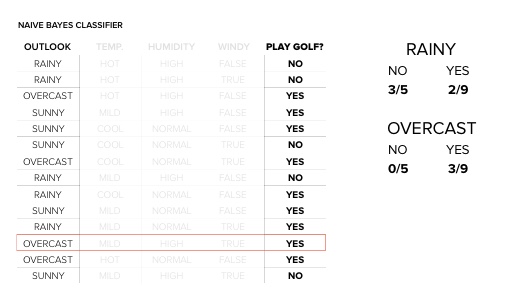 NAIVE BAYES CLASSIFIER
OUTLOOK TEMP. HUMIDITY WINDY PLAY GOLF?
RAINY HOT HIGH FALSE NO
RAINY HOT HIGH TRUE NO
OVERCAST HOT HIGH FALSE YES
SUNNY MILD HIGH FALSE YES
SUNNY COOL NORMAL FALSE YES
SUNNY COOL NORMAL TRUE NO
OVERCAST COOL NORMAL TRUE YES
RAINY MILD HIGH FALSE NO
RAINY COOL NORMAL FALSE YES
SUNNY MILD NORMAL FALSE YES
RAINY MILD NORMAL TRUE YES
OVERCAST MILD HIGH TRUE YES
OVERCAST HOT NORMAL FALSE YES
SUNNY MILD HIGH TRUE NO
RAINY
NO YES
3/5 2/9
OVERCAST
NO YES
0/5 3/9